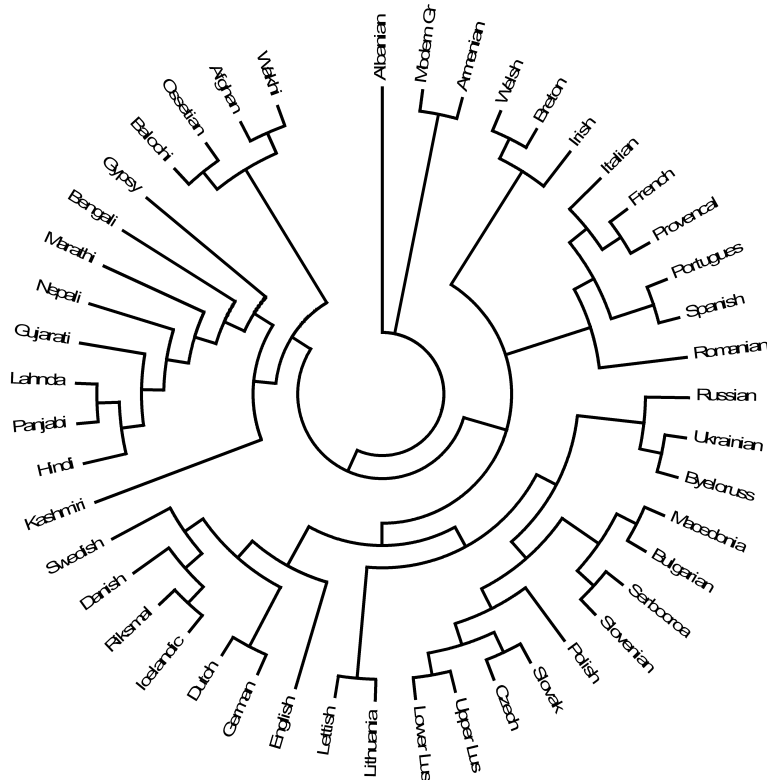 Albanian
Modern Gr
Armenian
Welsh
Breton
Irish
Italian
French
Provencal
Portugues
Spanish
Romanian
Russian
Ukrainian
Byeloruss
Macedonia
Bulgarian
Serbocroa
Slovenian
Polish
Slovak
Czech
Upper Lus
Lower Lus
Lithuania
Lettish
English
German
Dutch
Icelandic
Riksmal
Danish
Swedish
Kashmiri
Hindi
Panjabi
Lahnda
Gujarati
Nepali
Marathi
Bengali
Gypsy
Balochi
Ossetian
Afghan
Wakhi